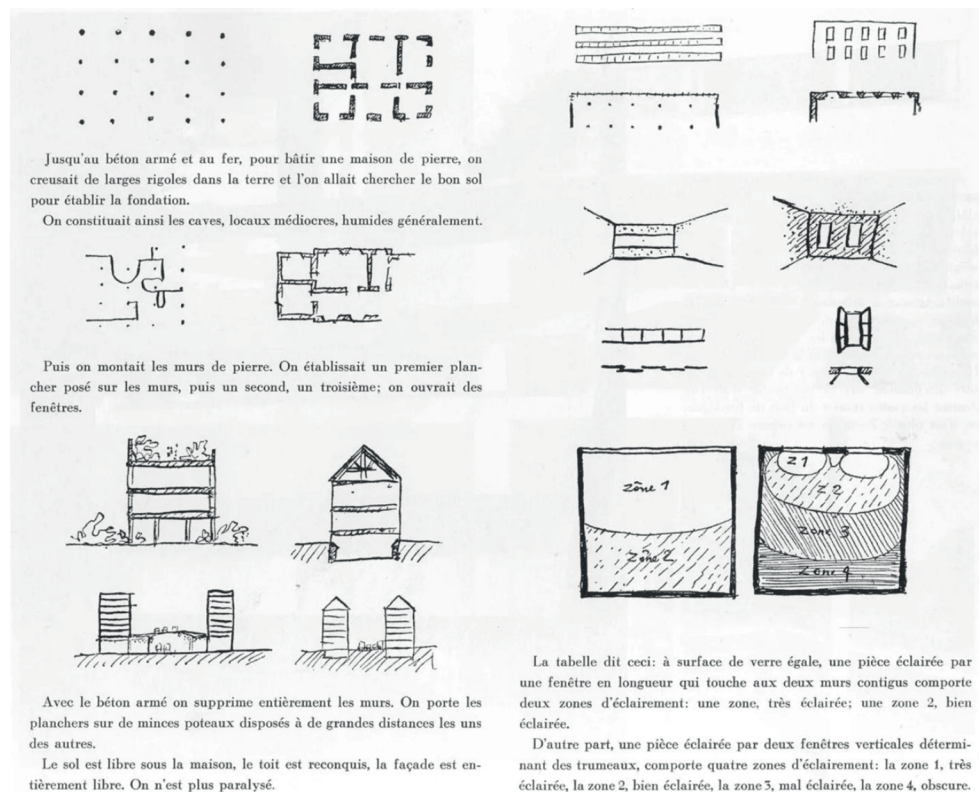 Jusqu'au béton armé et au fer, pour bâtir une maison de pierre, on
creusait de larges rigoles dans la terre et l'on allait chercher le bon sol
pour établir la fondation.
On constituait ainsi les caves, locaux médiocres, humides généralement.
Puis on montait les murs de pierre. On établissait un premier plan-
cher posé sur les murs, puis un second, un troisième; on ouvrait des
fenêtres.
Avec le béton armé on supprime entièrement les murs. On porte les
planchers sur de minces poteaux disposés à de grandes distances les uns
des autres.
Le sol est libre sous la maison, le toit est reconquis, la façade est en-
tièrement libre. On n'est plus paralysé.
zône 1
Zône 2
Z 1
Z 2
Zone 3
Zone 4
La tabelle dit ceci: à surface de verre égale, une pièce éclairée par
une fenêtre en longueur qui touche aux deux murs contigus comporte
deux zones d'éclairement: une zone, très éclairée; une zone 2, bien
éclairée.
D'autre part, une pièce éclairée par deux fenêtres verticales détermi-
nant des trumeaux, comporte quatre zones d'éclairement: la zone 1, très
éclairée, la zone 2, bien éclairée, la zone 3, mal éclairée, la zone 4, obscure.